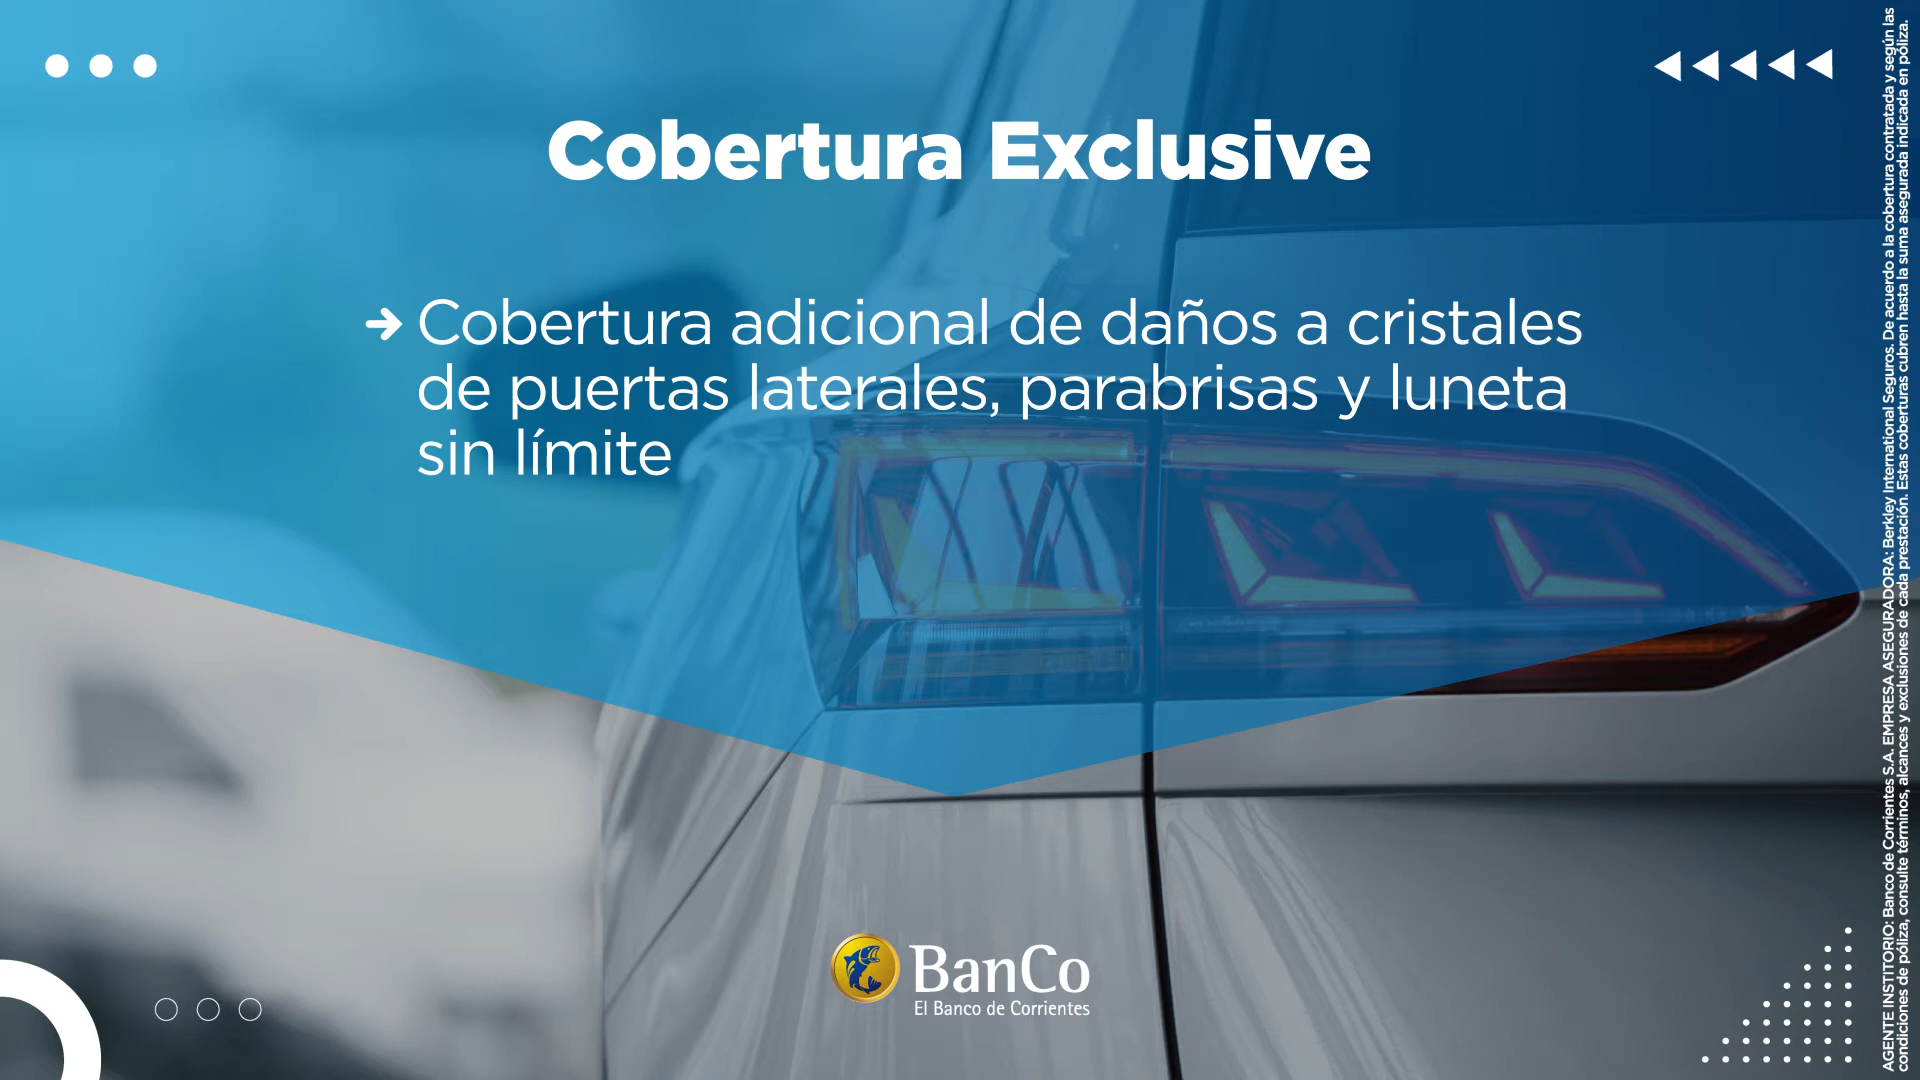 Cobertura Exclusive
Cobertura adicional de daños a cristales
de puertas laterales, parabrisas y luneta
sin límite
BanCo
El Banco de Corrientes
AGENTE INSTITORIO: Banco de Corrientes S.A. EMPRESA ASEGURADORA: Berkley International Seguros. De acuerdo a la cobertura contratada y según las
condiciones de póliza, consulte términos, alcances y exclusiones de cada prestación. Estas coberturas cubren hasta la suma asegurada indicada en póliza.